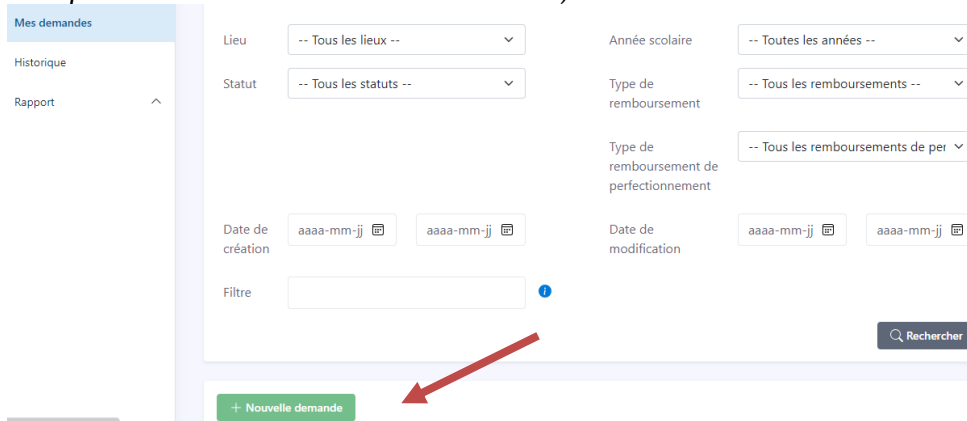 Mes demandes
Lieu -- Tous les lieux -- Année scolaire -- Toutes les années --
Historique
Statut -- Tous les statuts -- Type de remboursement -- Tous les remboursements --
Rapport
Type de remboursement de perfectionnement -- Tous les remboursements de per
Date de création aaaa-mm-jj aaaa-mm-jj Date de modification aaaa-mm-jj aaaa-mm-jj
Filtre
Rechercher
+ Nouvelle demande